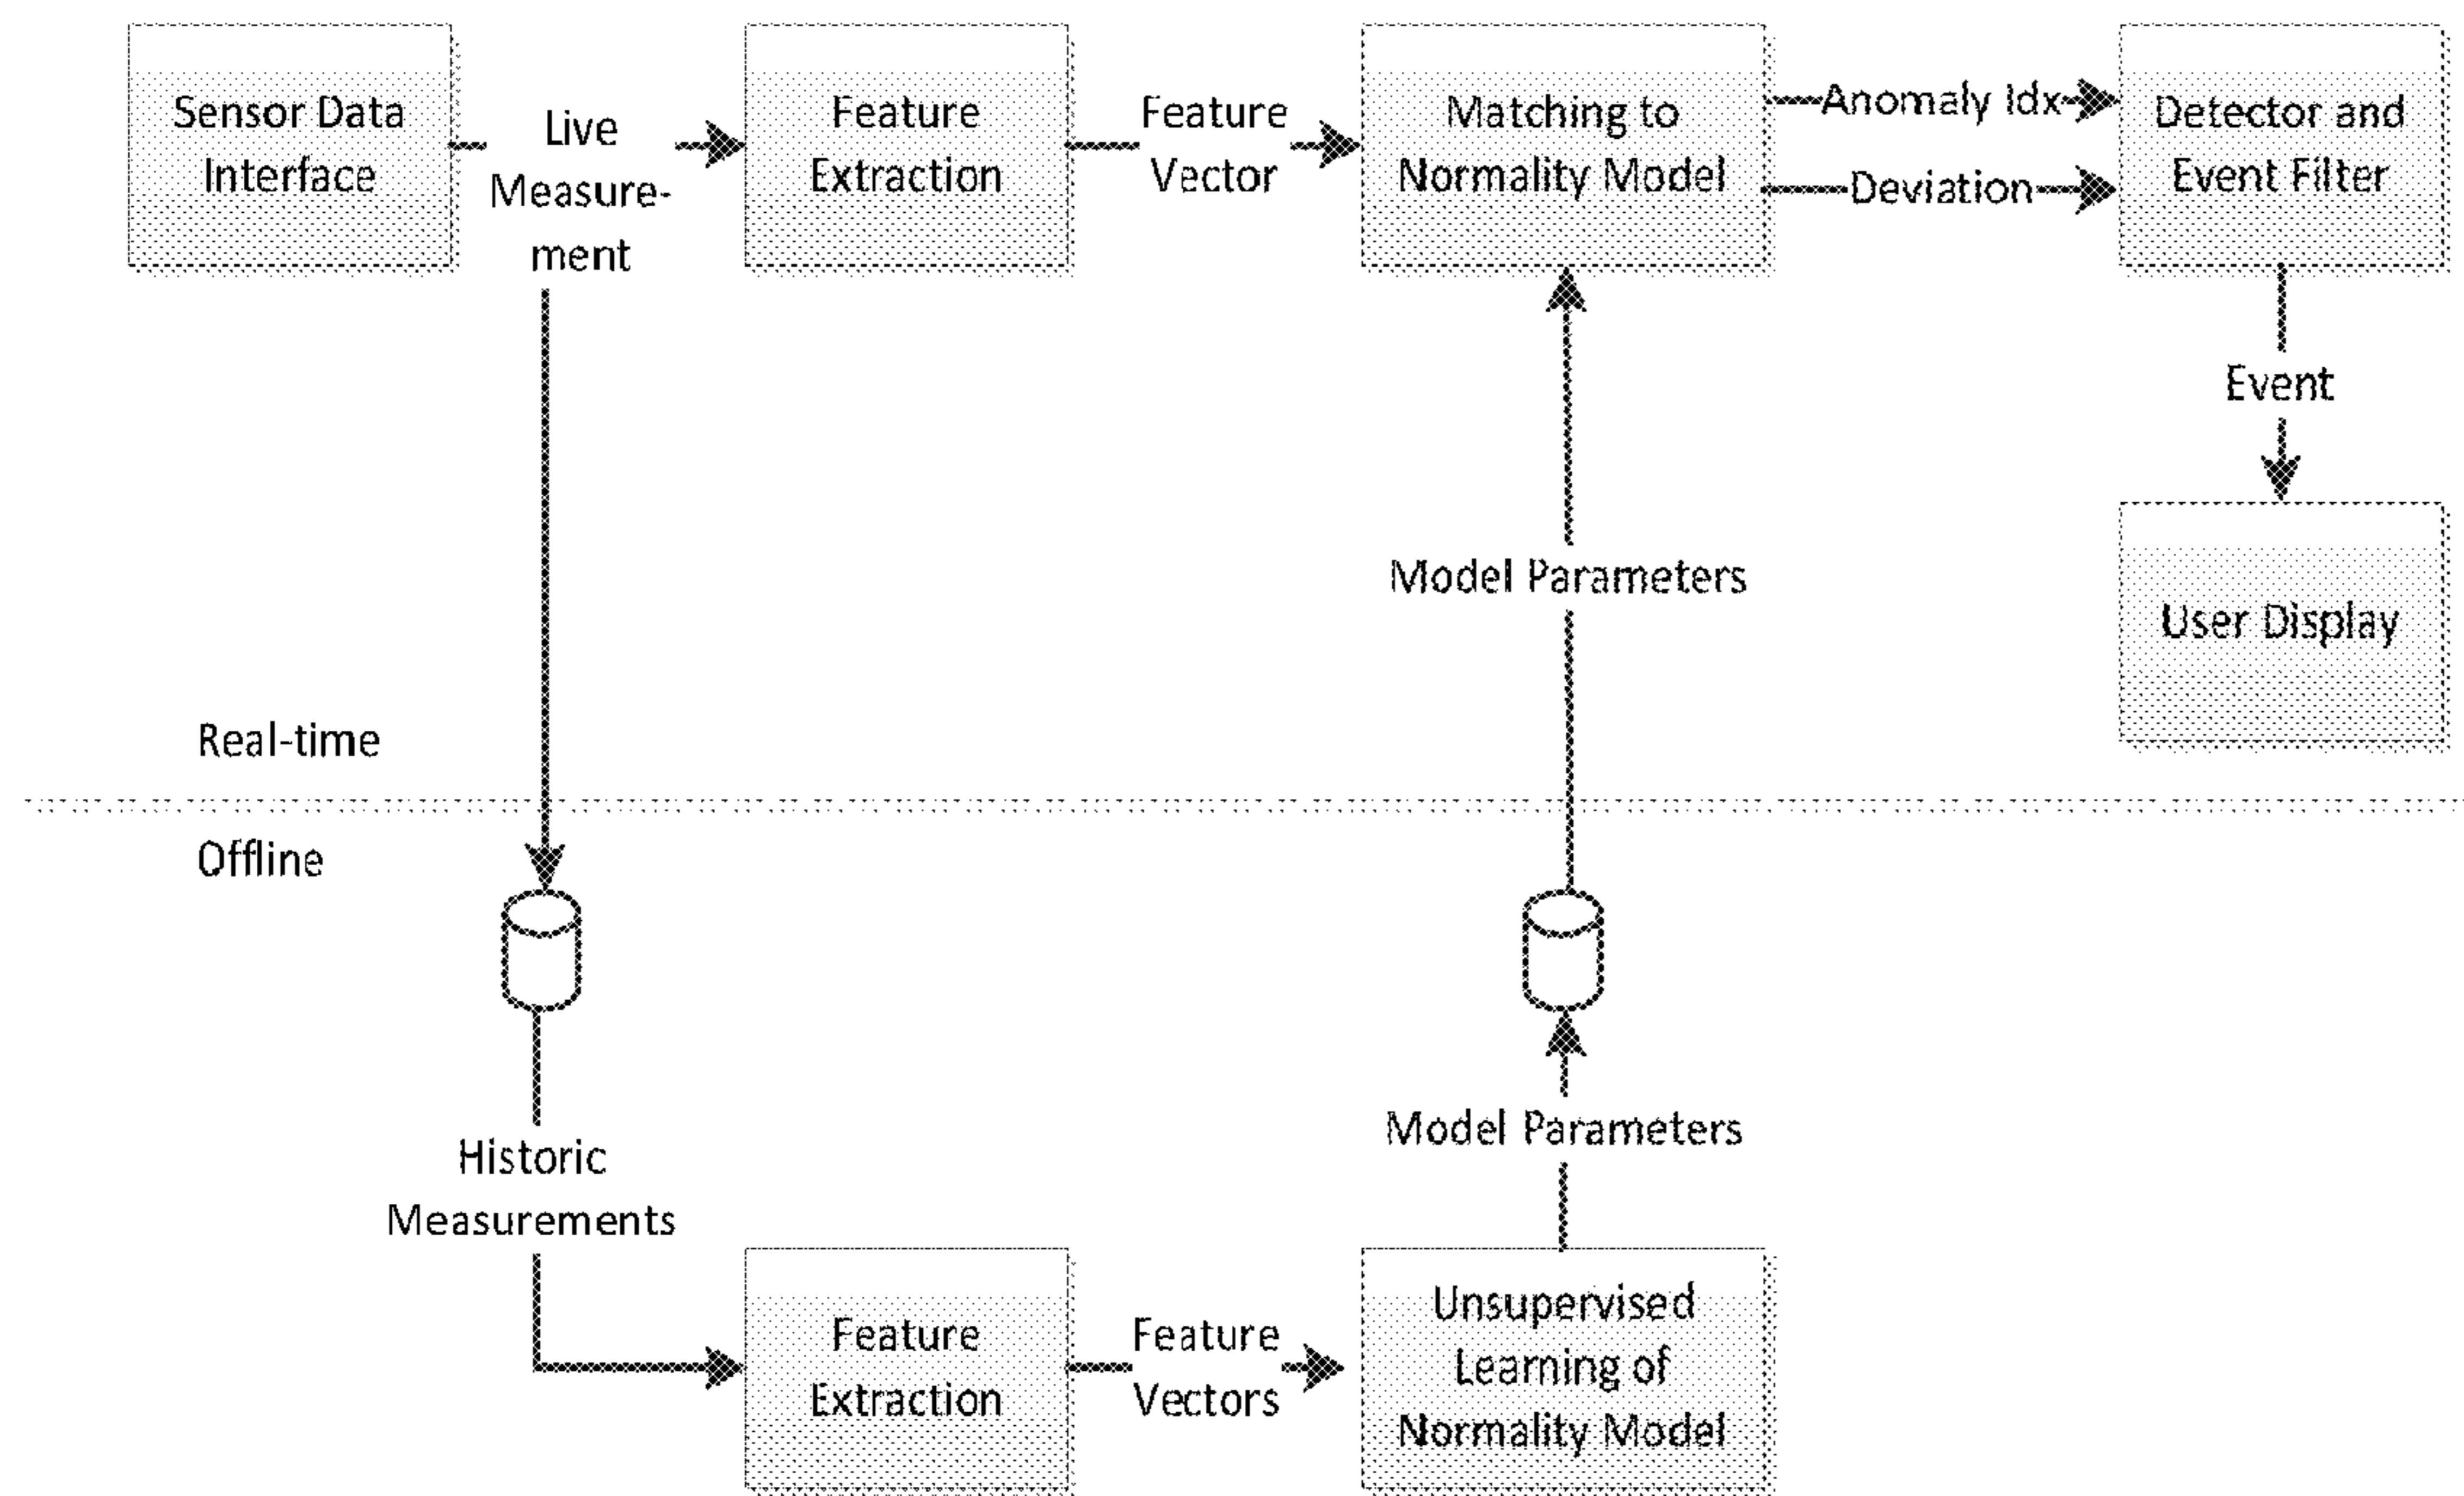 Sensor Data
Interface
Live
Measure-
ment
Feature
Extraction
Feature
Vector
Matching to
Normality Model
Anomaly Idx
Deviation
Detector and
Event Filter
Event
User Display
Model Parameters
Real-time
Offline
Historic
Measurements
Model Parameters
Feature
Extraction
Feature
Vectors
Unsupervised
Learning of
Normality Model